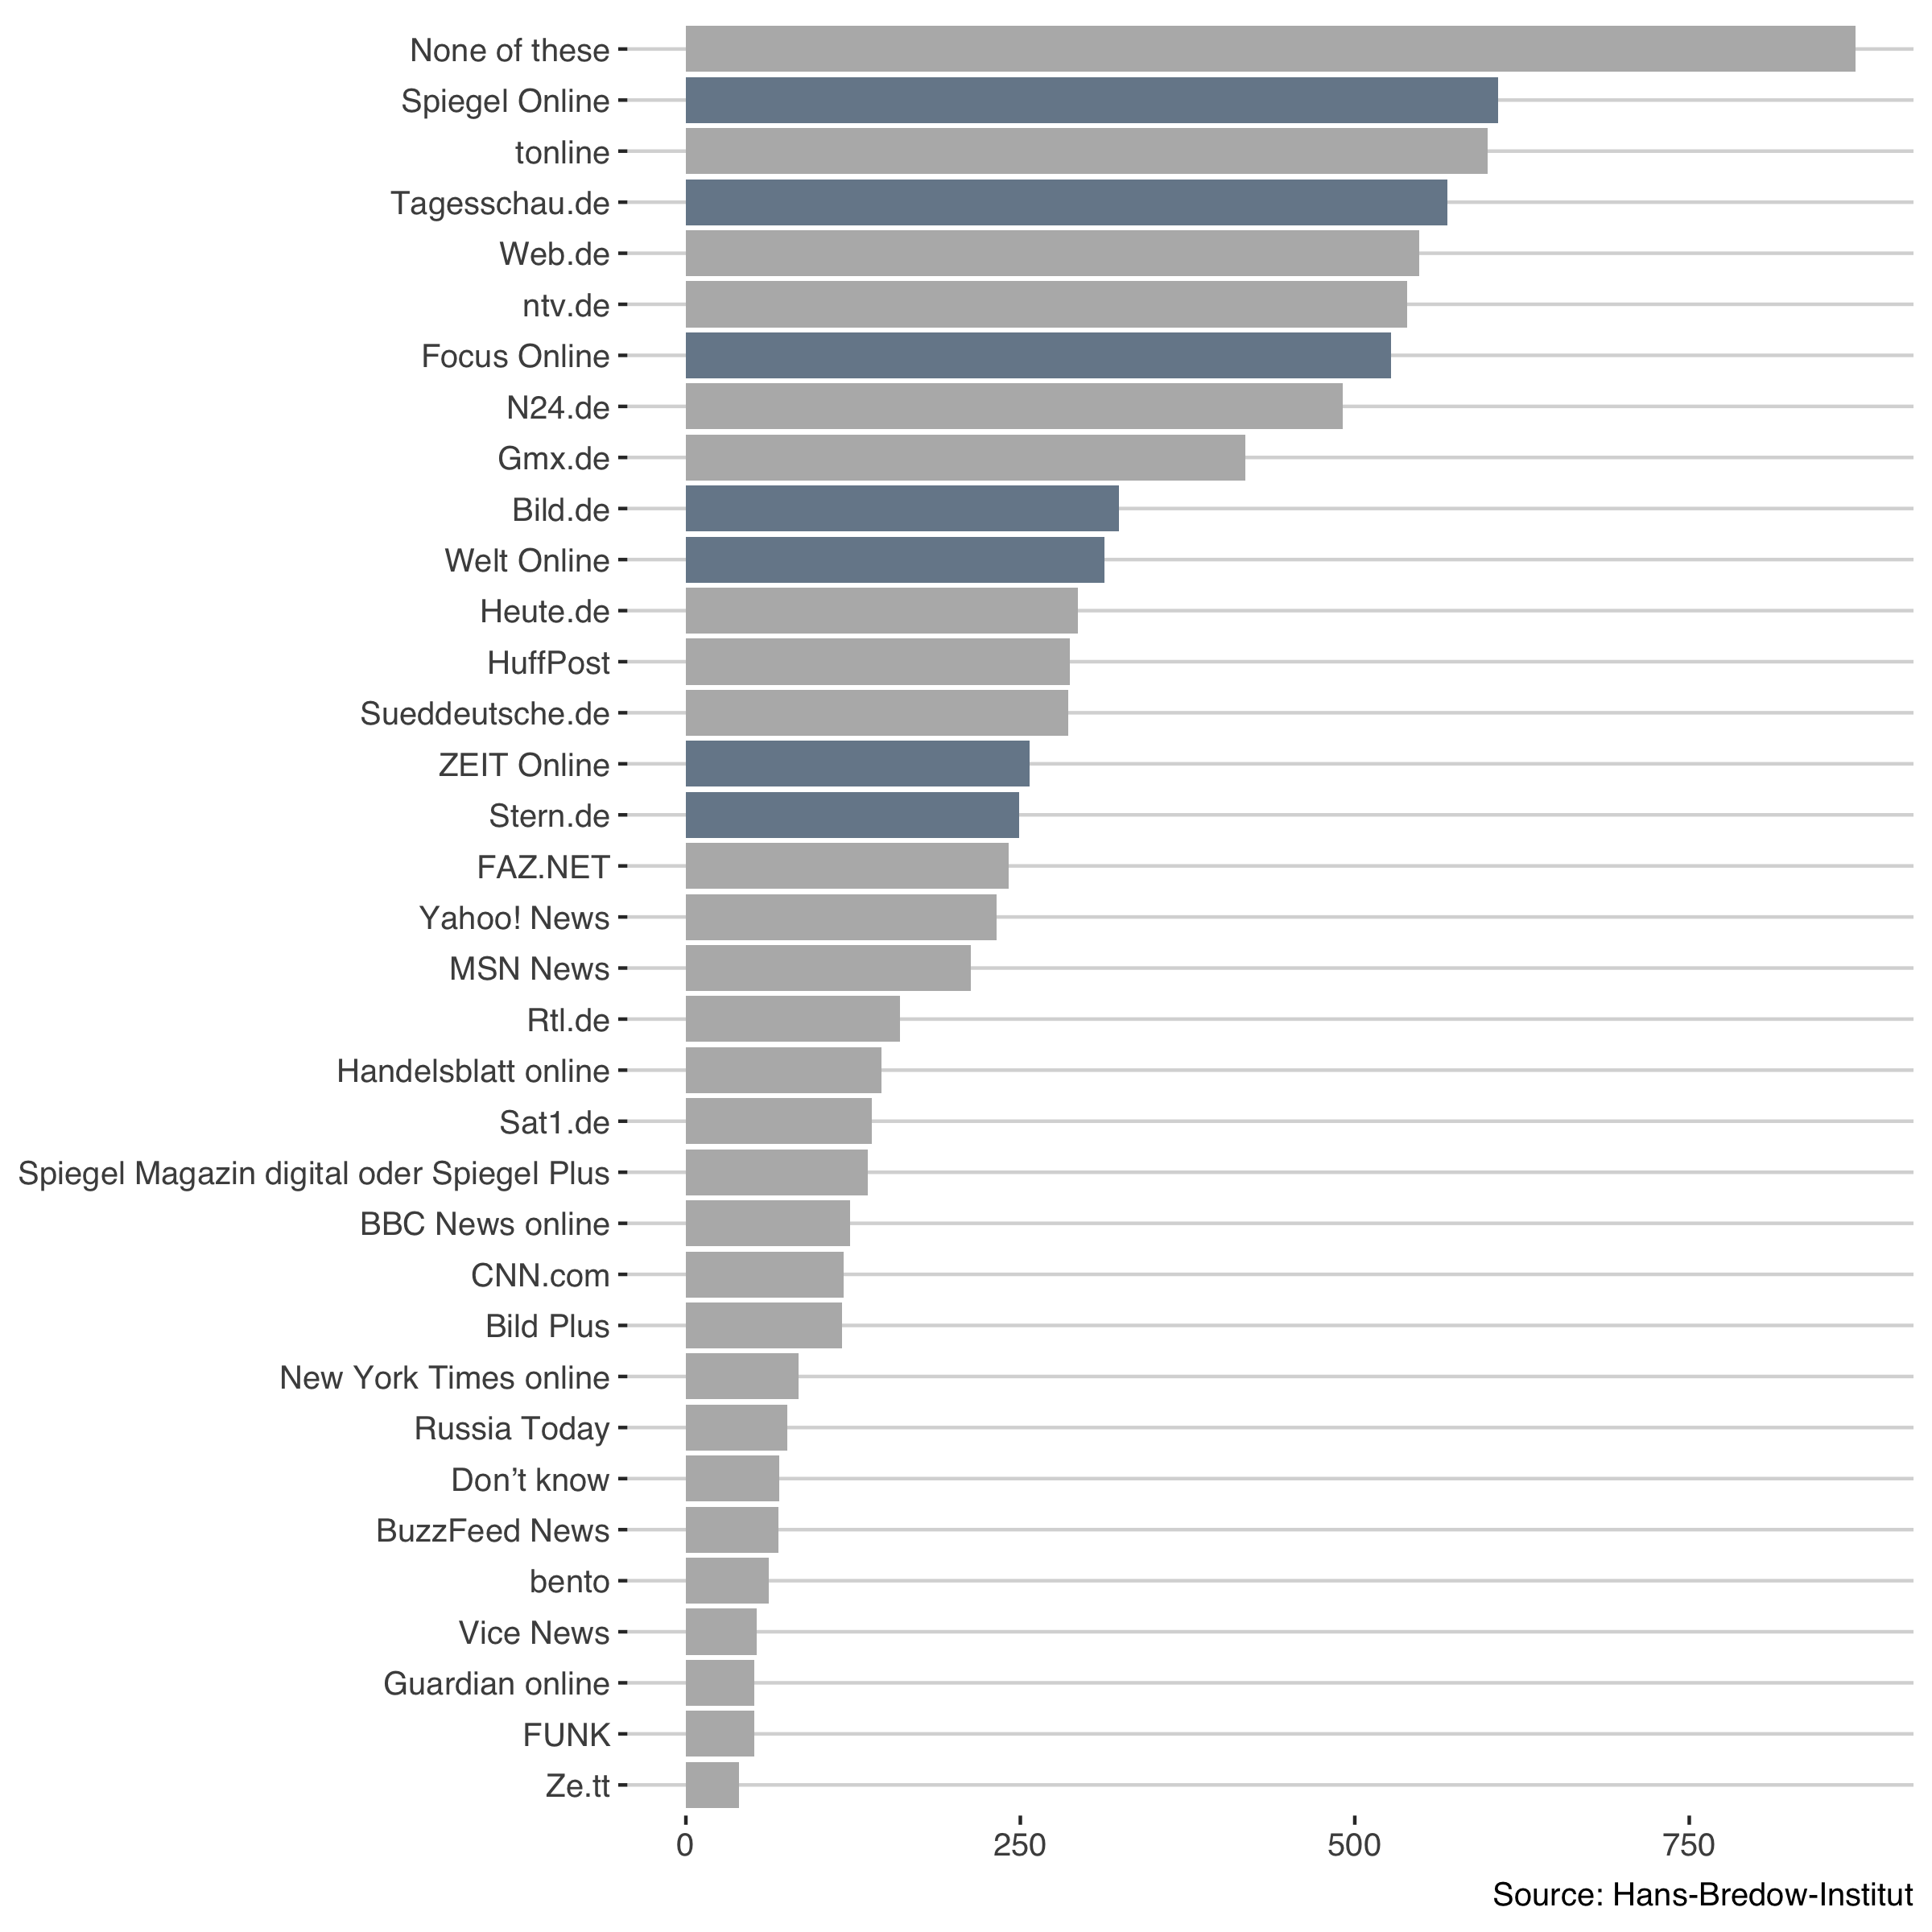 None of these
Spiegel Online
tonline
Tagesschau.de
Web.de
ntv.de
Focus Online
N24.de
Gmx.de
Bild.de
Welt Online
Heute.de
HuffPost
Sueddeutsche.de
ZEIT Online
Stern.de
FAZ.NET
Yahoo! News
MSN News
Rtl.de
Handelsblatt online
Sat1.de
Spiegel Magazin digital oder Spiegel Plus
BBC News online
CNN.com
Bild Plus
New York Times online
Russia Today
Don’t know
BuzzFeed News
bento
Vice News
Guardian online
FUNK
Ze.tt
0 250 500 750
Source: Hans-Bredow-Institut